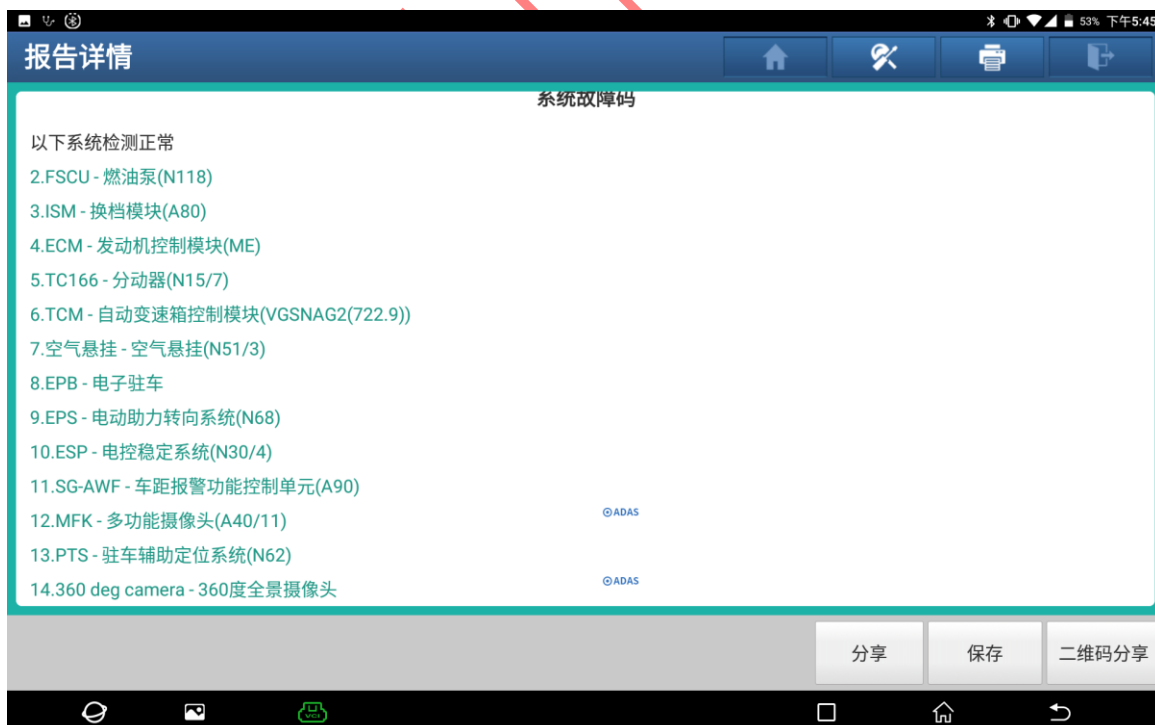 53% 下午5:45
报告详情
系统故障码
以下系统检测正常
2.FSCU - 燃油泵(N118)
3.ISM - 换档模块(A80)
4.ECM - 发动机控制模块(ME)
5.TC166 - 分动器(N15/7)
6.TCM - 自动变速箱控制模块(VGSNAG2(722.9))
7.空气悬挂 - 空气悬挂(N51/3)
8.EPB - 电子驻车
9.EPS - 电动助力转向系统(N68)
10.ESP - 电控稳定系统(N30/4)
11.SG-AWF - 车距报警功能控制单元(A90)
12.MFK - 多功能摄像头(A40/11) ADAS
13.PTS - 驻车辅助定位系统(N62)
14.360 deg camera - 360度全景摄像头 ADAS
分享 保存 二维码分享
VCI